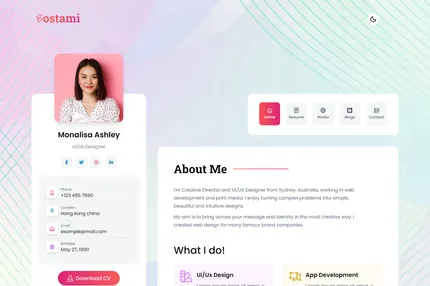 Bostami
Home
Resume
Works
Blogs
Contact
Monalisa Ashley
Ui/Ux Designer
Phone
+123 456 7890
Location
Hong kong china
Email
example@mail.com
Birthday
May 27, 1990
Download CV
About Me
I'm Creative Director and UI/UX Designer from Sydney, Australia, working in web
development and print media. I enjoy turning complex problems into simple,
beautiful and intuitive designs.
My aim is to bring across your message and identity in the most creative way. I
created web design for many famous brand companies.
What I do!
Ui/Ux Design
App Development